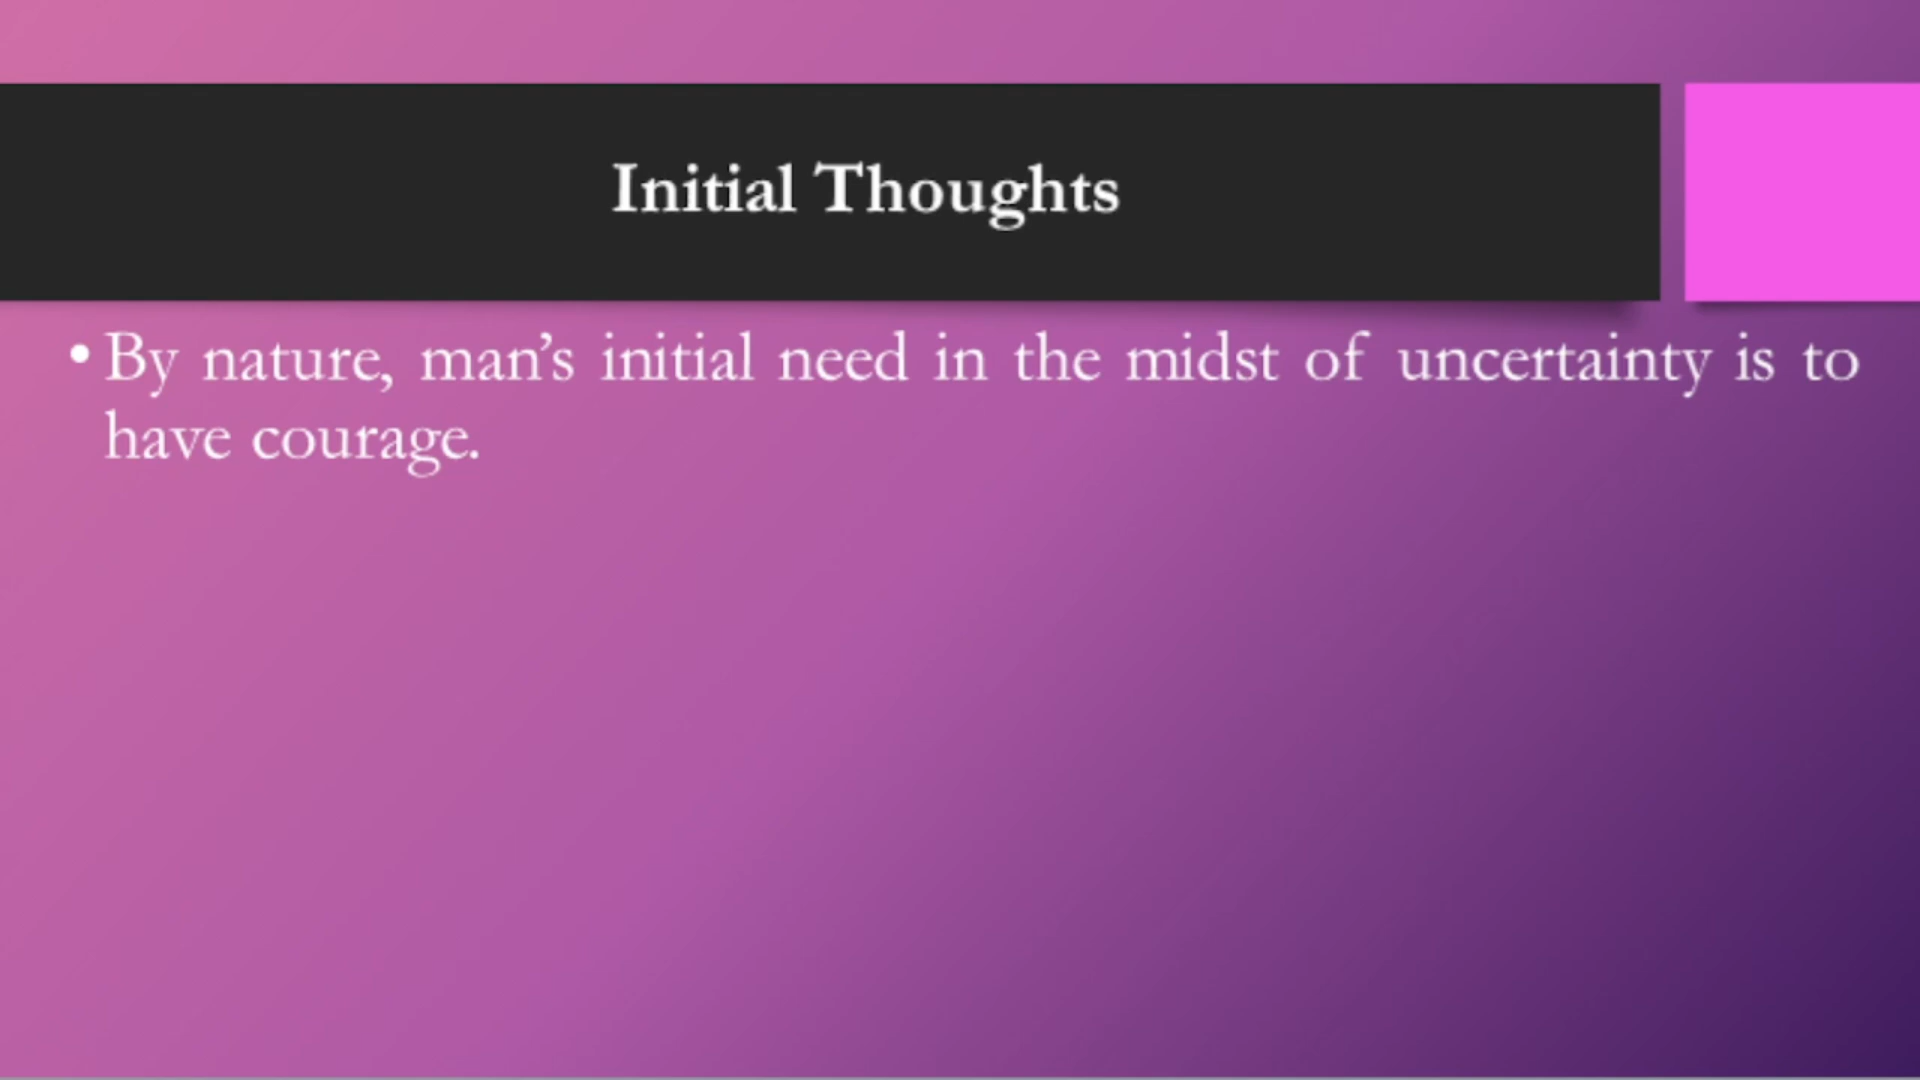 Initial Thoughts
• By nature, man’s initial need in the midst of uncertainty is to
have courage.